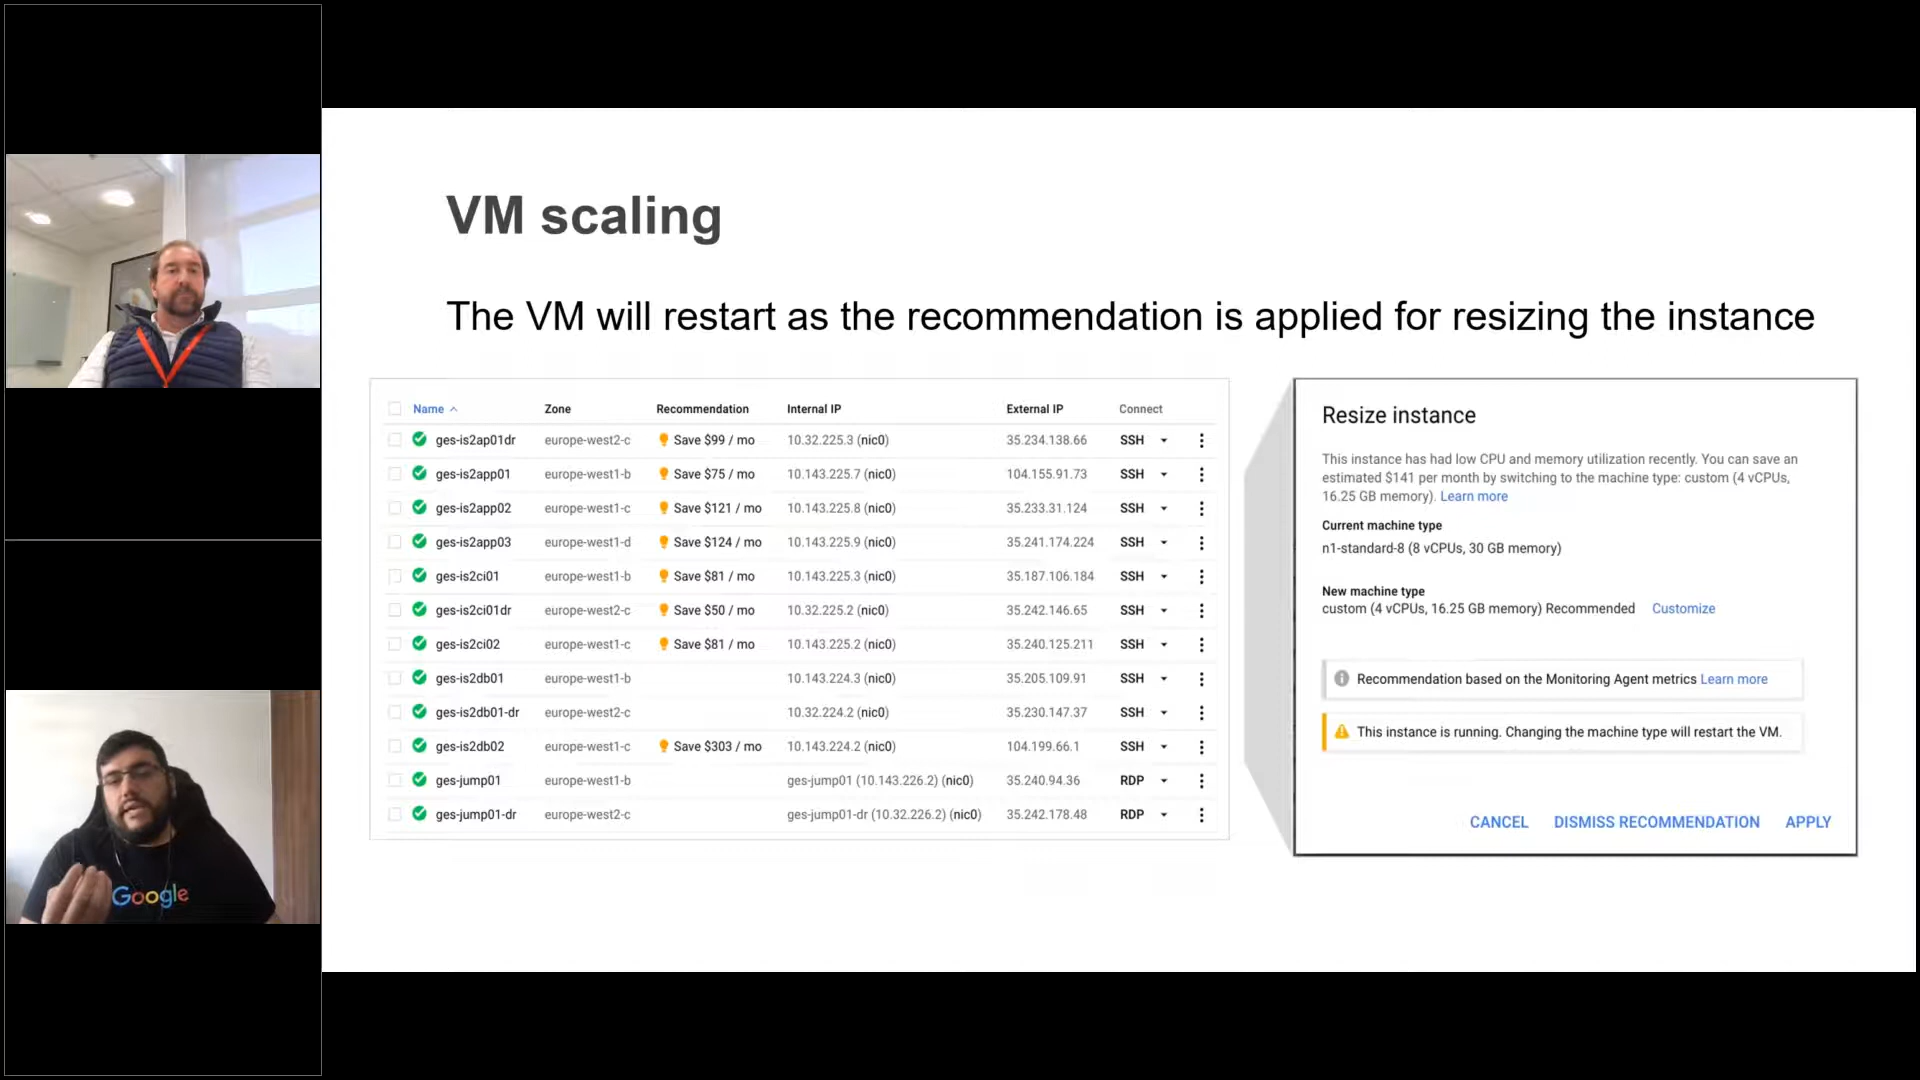 VM scaling
The VM will restart as the recommendation is applied for resizing the instance
Name Zone Recommendation Internal IP External IP Connect
ges-is2ap01dr europe-west2-c Save $99 / mo 10.32.225.3 (nic0) 35.234.138.66 SSH
ges-is2app01 europe-west1-b Save $75 / mo 10.143.225.7 (nic0) 104.155.91.73 SSH
ges-is2app02 europe-west1-c Save $121 / mo 10.143.225.8 (nic0) 35.233.31.124 SSH
ges-is2app03 europe-west1-d Save $124 / mo 10.143.225.9 (nic0) 35.241.174.224 SSH
ges-is2ci01 europe-west1-b Save $81 / mo 10.143.225.3 (nic0) 35.187.106.184 SSH
ges-is2ci01dr europe-west2-c Save $50 / mo 10.32.225.2 (nic0) 35.242.146.65 SSH
ges-is2ci02 europe-west1-c Save $81 / mo 10.143.225.2 (nic0) 35.240.125.211 SSH
ges-is2db01 europe-west1-b 10.143.224.3 (nic0) 35.205.109.91 SSH
ges-is2db01-dr europe-west2-c 10.32.224.2 (nic0) 35.230.147.37 SSH
ges-is2db02 europe-west1-c Save $303 / mo 10.143.224.2 (nic0) 104.199.66.1 SSH
ges-jump01 europe-west1-b ges-jump01 (10.143.226.2) (nic0) 35.240.94.36 RDP
ges-jump01-dr europe-west2-c ges-jump01-dr (10.32.226.2) (nic0) 35.242.178.48 RDP
Resize instance
This instance has had low CPU and memory utilization recently. You can save an
estimated $141 per month by switching to the machine type: custom (4 vCPUs,
16.25 GB memory). Learn more
Current machine type
n1-standard-8 (8 vCPUs, 30 GB memory)
New machine type
custom (4 vCPUs, 16.25 GB memory) Recommended Customize
Recommendation based on the Monitoring Agent metrics Learn more
This instance is running. Changing the machine type will restart the VM.
CANCEL DISMISS RECOMMENDATION APPLY
Google